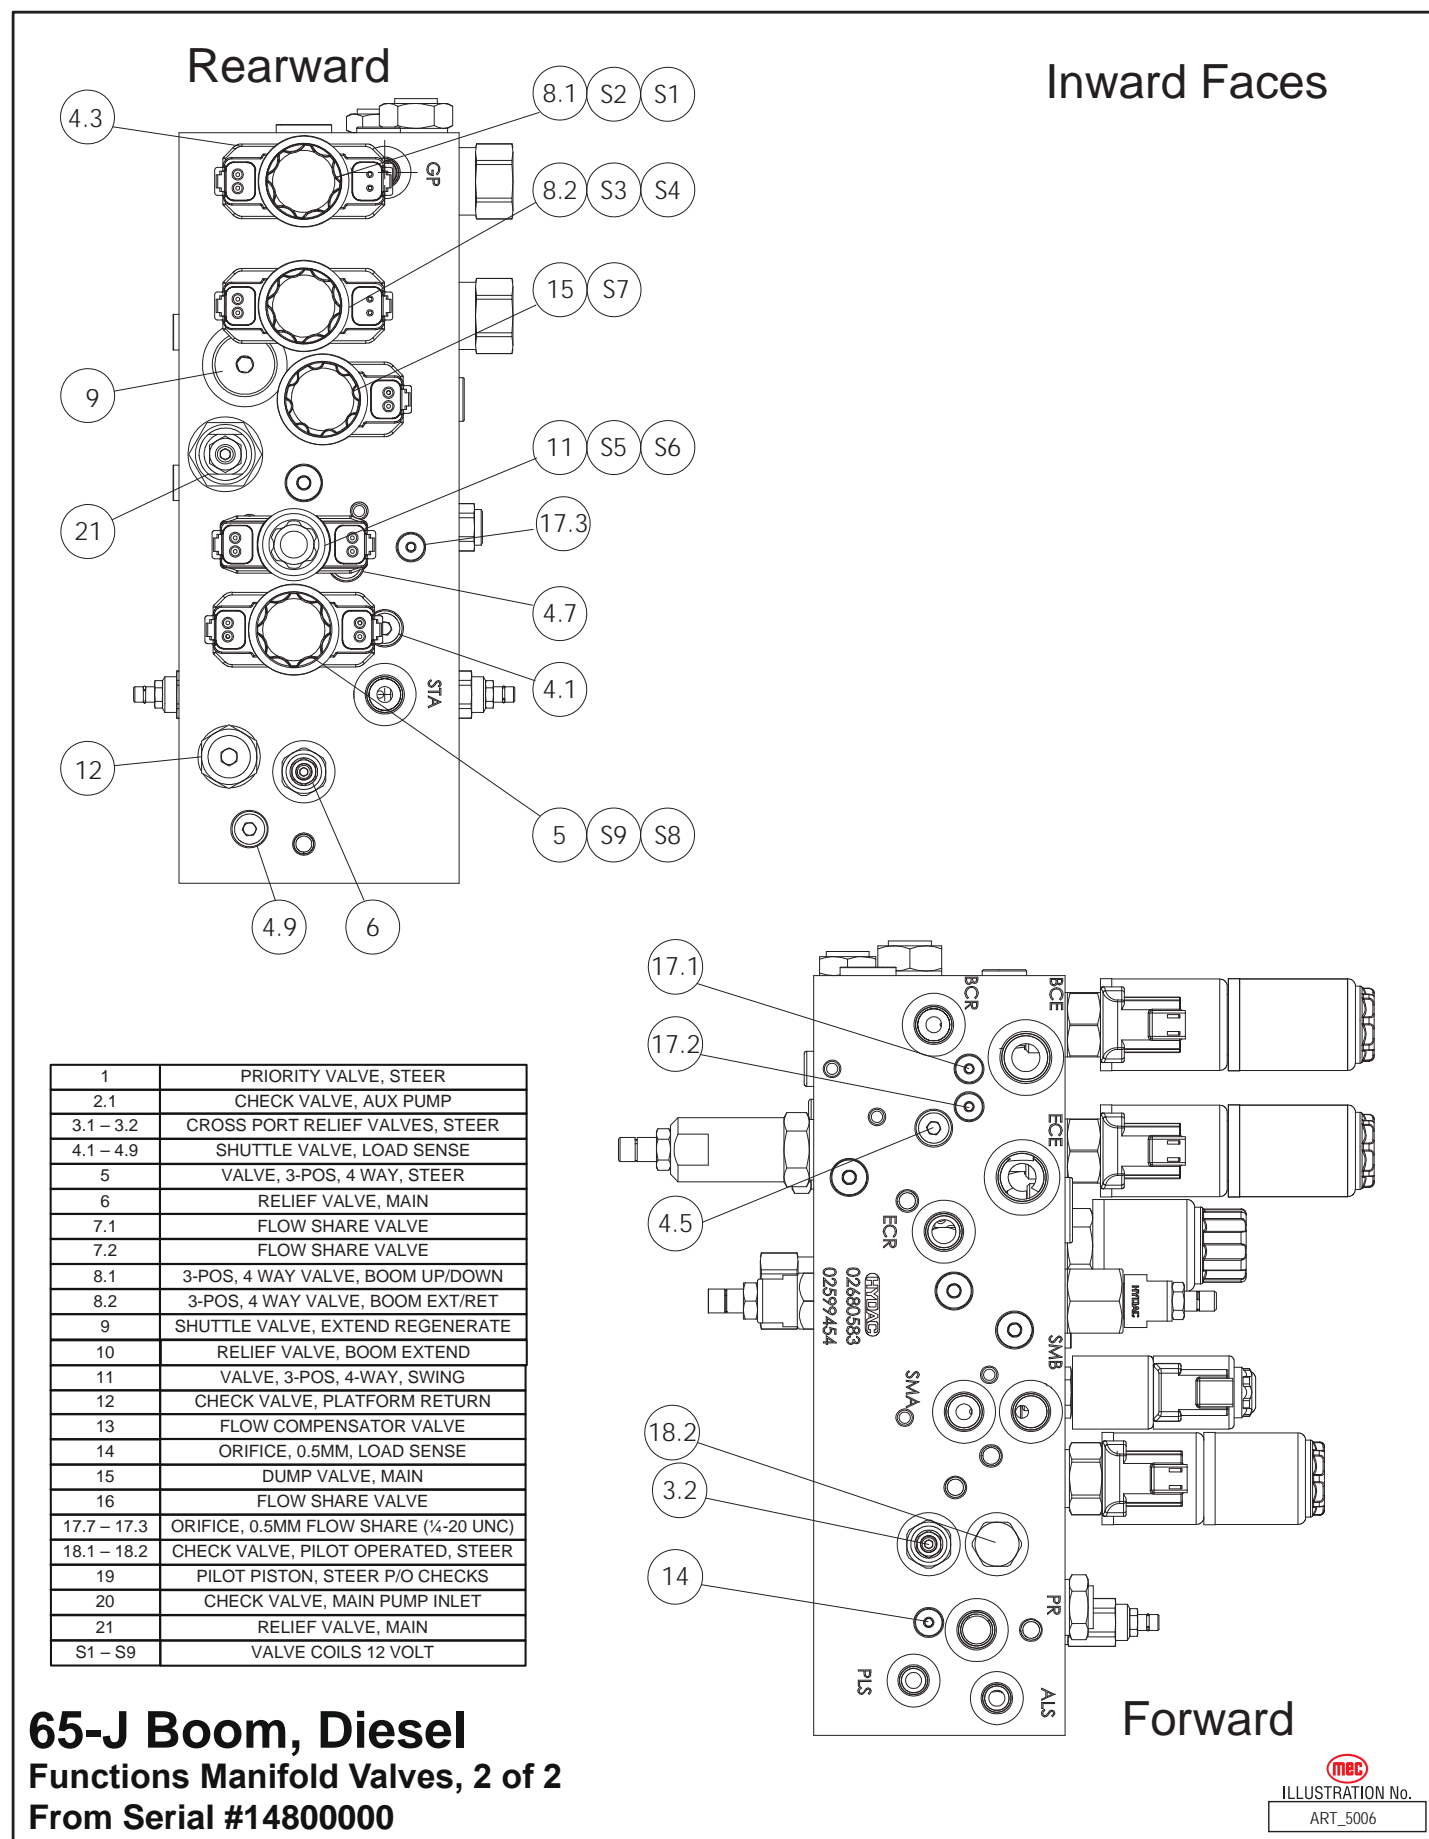 Rearward
Inward Faces
4.3
8.1 S2 S1
GP
8.2 S3 S4
15 S7
9
11 S5 S6
21
17.3
4.7
4.1
STA
12
5 S9 S8
4.9
6
17.1
BCR
BCE
17.2
ECE
4.5
ECR
HYDAC
02680583
02599454
HYDAC
SMB
SMA
18.2
3.2
14
PR
PLS
ALS
1 PRIORITY VALVE, STEER
2.1 CHECK VALVE, AUX PUMP
3.1 – 3.2 CROSS PORT RELIEF VALVES, STEER
4.1 – 4.9 SHUTTLE VALVE, LOAD SENSE
5 VALVE, 3-POS, 4 WAY, STEER
6 RELIEF VALVE, MAIN
7.1 FLOW SHARE VALVE
7.2 FLOW SHARE VALVE
8.1 3-POS, 4 WAY VALVE, BOOM UP/DOWN
8.2 3-POS, 4 WAY VALVE, BOOM EXT/RET
9 SHUTTLE VALVE, EXTEND REGENERATE
10 RELIEF VALVE, BOOM EXTEND
11 VALVE, 3-POS, 4-WAY, SWING
12 CHECK VALVE, PLATFORM RETURN
13 FLOW COMPENSATOR VALVE
14 ORIFICE, 0.5MM, LOAD SENSE
15 DUMP VALVE, MAIN
16 FLOW SHARE VALVE
17.7 – 17.3 ORIFICE, 0.5MM FLOW SHARE (¼-20 UNC)
18.1 – 18.2 CHECK VALVE, PILOT OPERATED, STEER
19 PILOT PISTON, STEER P/O CHECKS
20 CHECK VALVE, MAIN PUMP INLET
21 RELIEF VALVE, MAIN
S1 – S9 VALVE COILS 12 VOLT
Forward
65-J Boom, Diesel
Functions Manifold Valves, 2 of 2
From Serial #14800000
mec
ILLUSTRATION No.
ART_5006